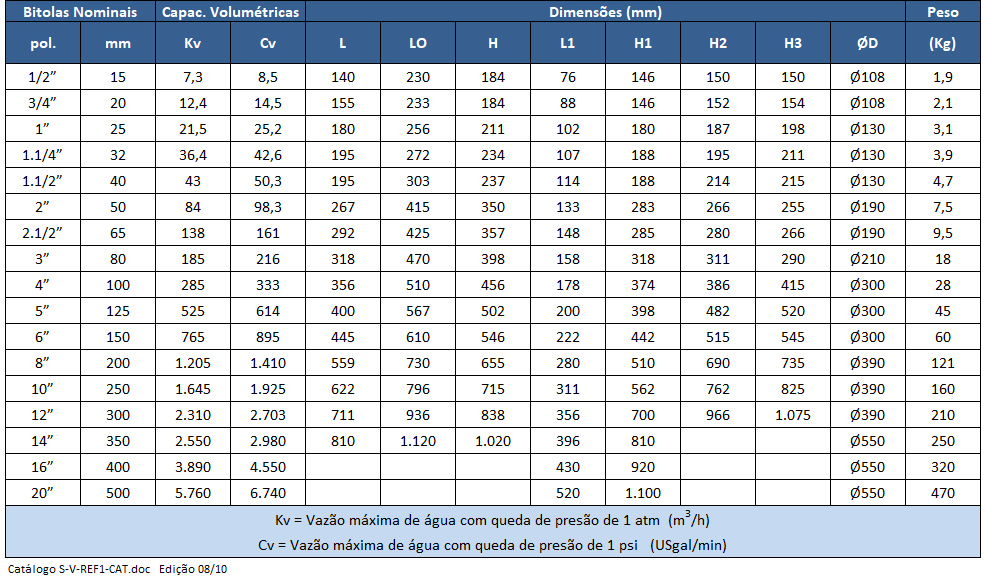 Bitolas Nominais Capac. Volumétricas Dimensões (mm) Peso
pol. mm Kv Cv L LO H L1 H1 H2 H3 ØD (Kg)
1/2” 15 7,3 8,5 140 230 184 76 146 150 150 Ø108 1,9
3/4” 20 12,4 14,5 155 233 184 88 146 152 154 Ø108 2,1
1” 25 21,5 25,2 180 256 211 102 180 187 198 Ø130 3,1
1.1/4” 32 36,4 42,6 195 272 234 107 188 195 211 Ø130 3,9
1.1/2” 40 43 50,3 195 303 237 114 188 214 215 Ø130 4,7
2” 50 84 98,3 267 415 350 133 283 266 255 Ø190 7,5
2.1/2” 65 138 161 292 425 357 148 285 280 266 Ø190 9,5
3” 80 185 216 318 470 398 158 318 311 290 Ø210 18
4” 100 285 333 356 510 456 178 374 386 415 Ø300 28
5” 125 525 614 400 567 502 200 398 482 520 Ø300 45
6” 150 765 895 445 610 546 222 442 515 545 Ø300 60
8” 200 1.205 1.410 559 730 655 280 510 690 735 Ø390 121
10” 250 1.645 1.925 622 796 715 311 562 762 825 Ø390 160
12” 300 2.310 2.703 711 936 838 356 700 966 1.075 Ø390 210
14” 350 2.550 2.980 810 1.120 1.020 396 810 Ø550 250
16” 400 3.890 4.550 430 920 Ø550 320
20” 500 5.760 6.740 520 1.100 Ø550 470
Kv = Vazão máxima de água com queda de presão de 1 atm (m³/h)
Cv = Vazão máxima de água com queda de presão de 1 psi (USgal/min)
Catálogo S-V-REF1-CAT.doc Edição 08/10